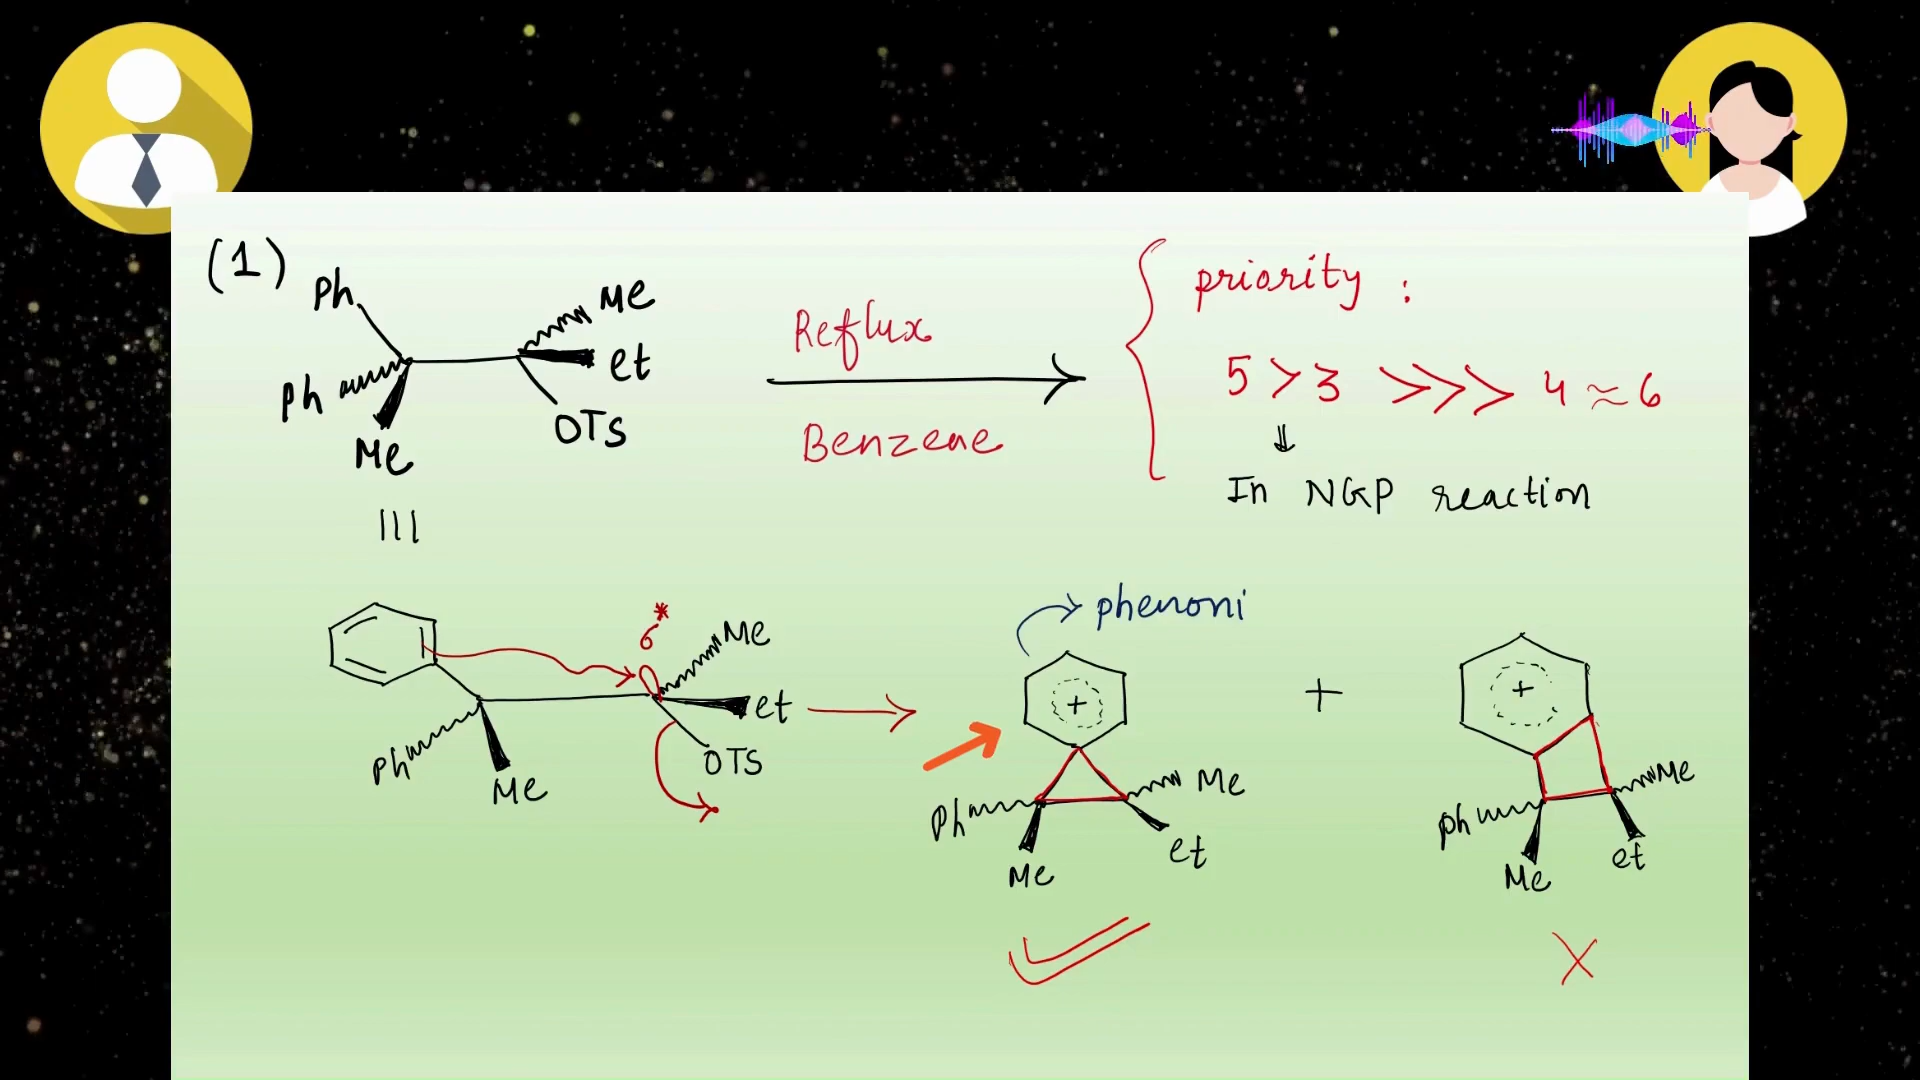 (1)
Ph
Me
et
Ph
OTS
Me
III
Reflux
Benzene
priority :
5 > 3 >>> 4 ≈ 6
⇓
In NGP reaction
σ*
Me
et
OTS
Ph
Me
phenoni
+
Ph
Me
Me
et
+
+
Ph
Me
Me
et